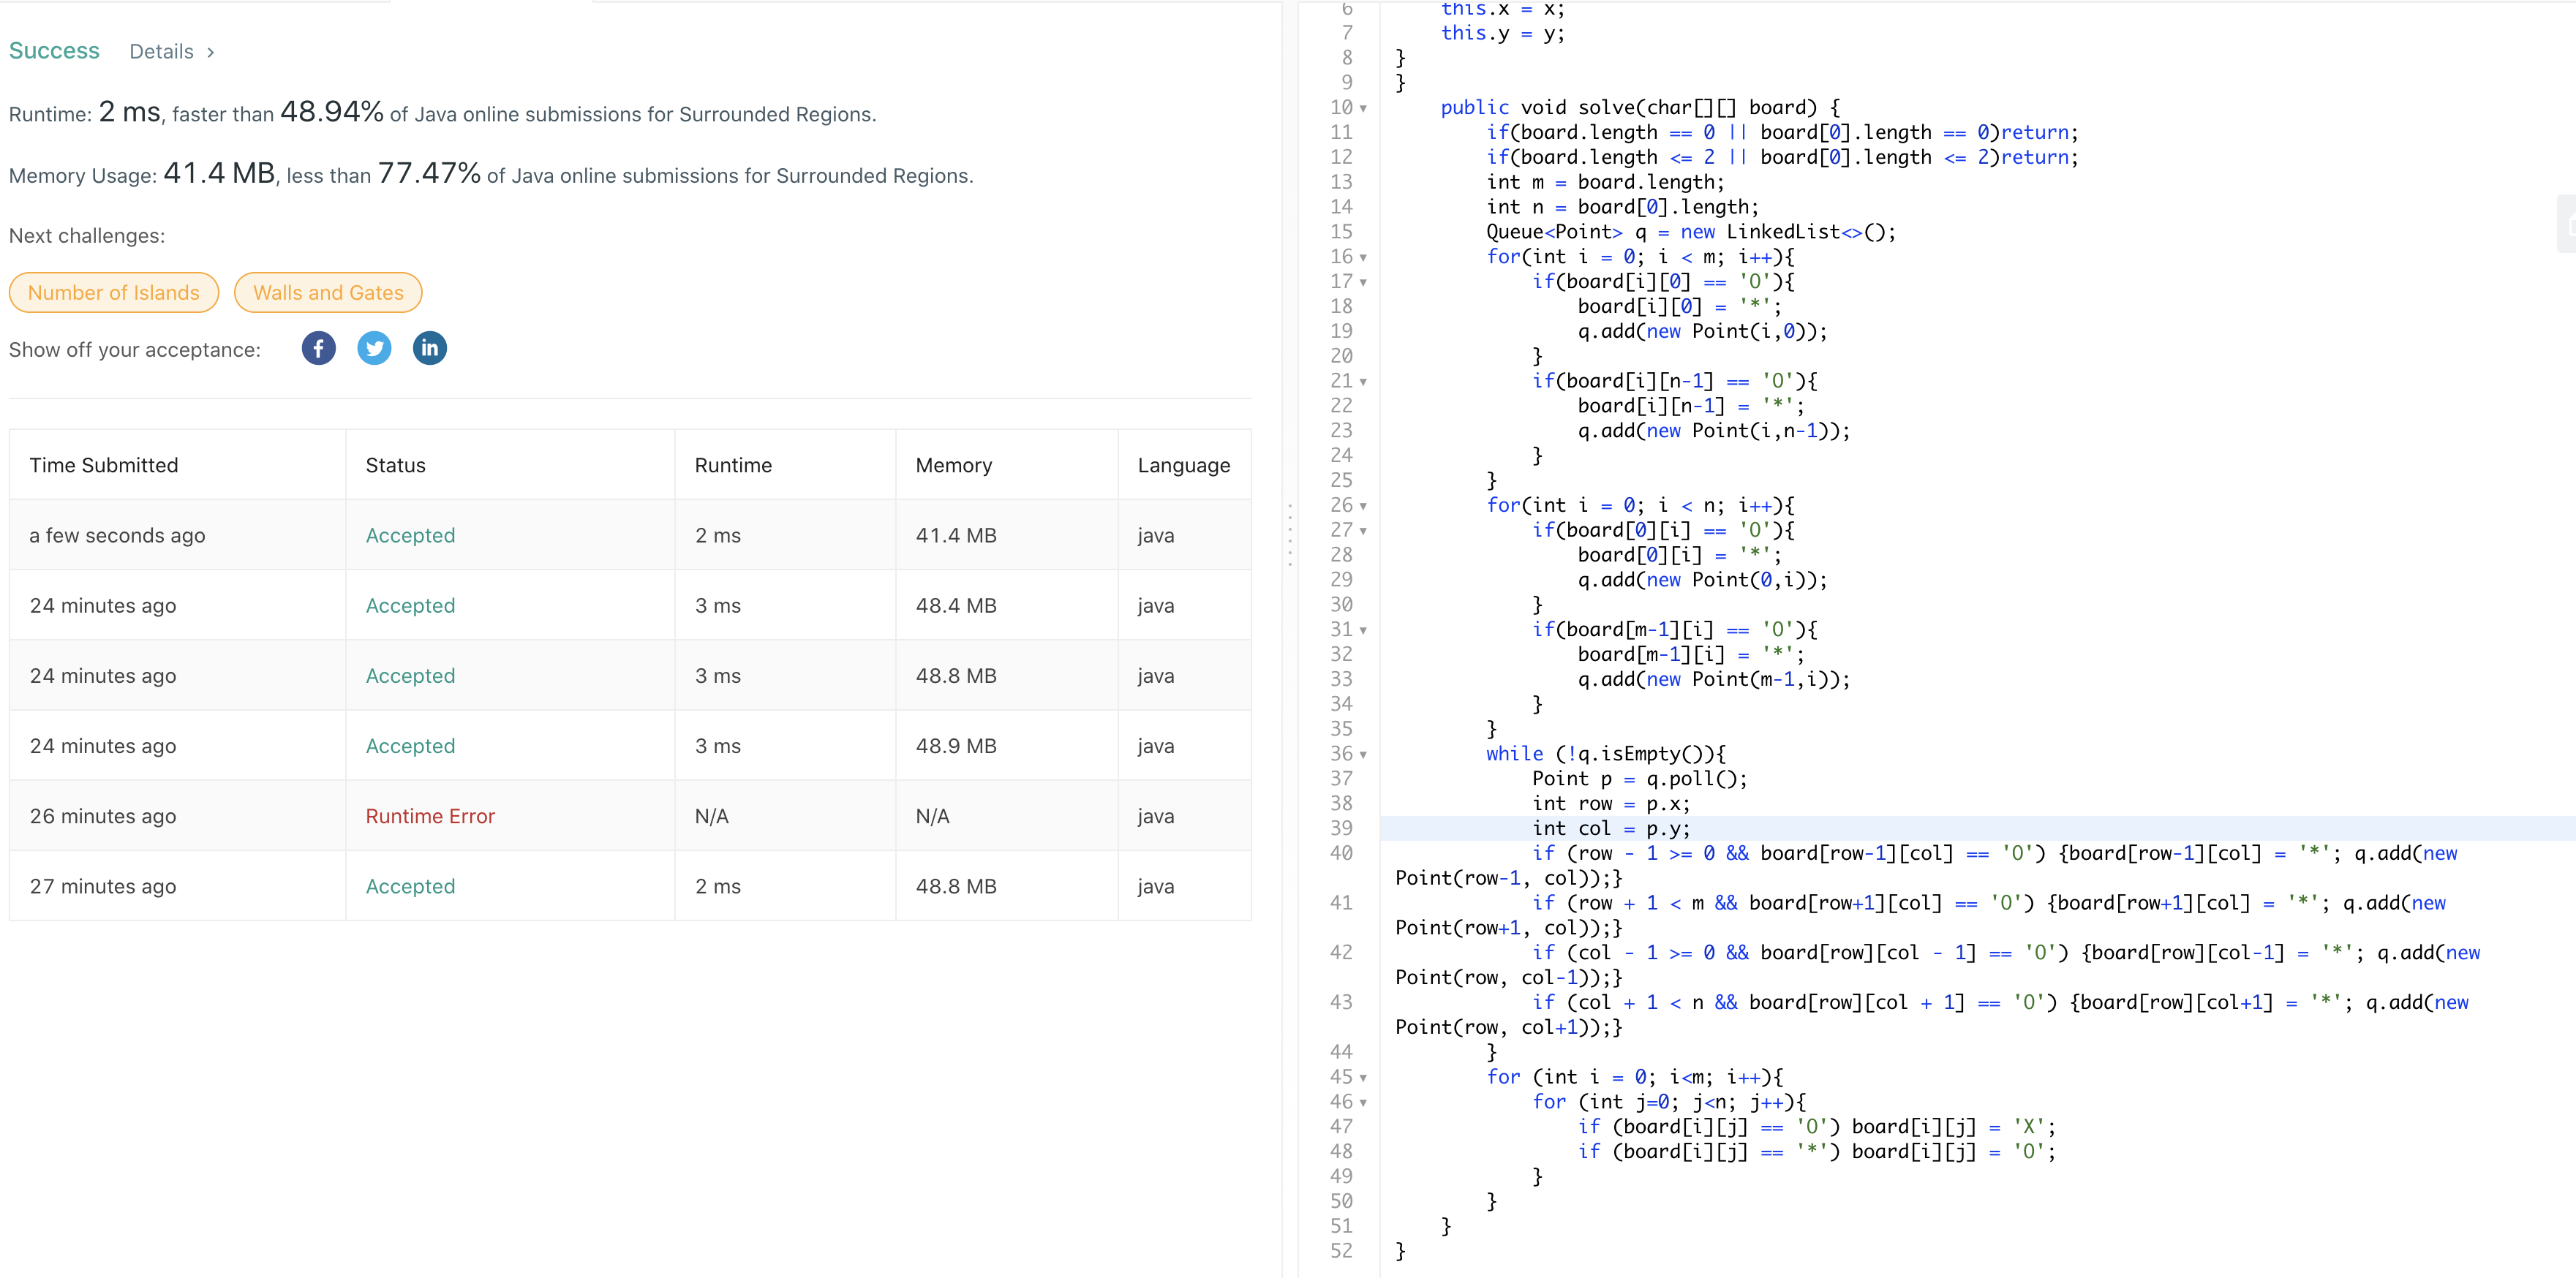 Success Details >
Runtime: 2 ms, faster than 48.94% of Java online submissions for Surrounded Regions.
Memory Usage: 41.4 MB, less than 77.47% of Java online submissions for Surrounded Regions.
Next challenges:
Number of Islands Walls and Gates
Show off your acceptance: f in
Time Submitted Status Runtime Memory Language
a few seconds ago Accepted 2 ms 41.4 MB java
24 minutes ago Accepted 3 ms 48.4 MB java
24 minutes ago Accepted 3 ms 48.8 MB java
24 minutes ago Accepted 3 ms 48.9 MB java
26 minutes ago Runtime Error N/A N/A java
27 minutes ago Accepted 2 ms 48.8 MB java
6 this.x = x;
7 this.y = y;
8 }
9 }
10 public void solve(char[][] board) {
11 if(board.length == 0 || board[0].length == 0)return;
12 if(board.length <= 2 || board[0].length <= 2)return;
13 int m = board.length;
14 int n = board[0].length;
15 Queue<Point> q = new LinkedList<>();
16 for(int i = 0; i < m; i++){
17 if(board[i][0] == 'O'){
18 board[i][0] = '*';
19 q.add(new Point(i,0));
20 }
21 if(board[i][n-1] == 'O'){
22 board[i][n-1] = '*';
23 q.add(new Point(i,n-1));
24 }
25 }
26 for(int i = 0; i < n; i++){
27 if(board[0][i] == 'O'){
28 board[0][i] = '*';
29 q.add(new Point(0,i));
30 }
31 if(board[m-1][i] == 'O'){
32 board[m-1][i] = '*';
33 q.add(new Point(m-1,i));
34 }
35 }
36 while (!q.isEmpty()){
37 Point p = q.poll();
38 int row = p.x;
39 int col = p.y;
40 if (row - 1 >= 0 && board[row-1][col] == 'O') {board[row-1][col] = '*'; q.add(new
Point(row-1, col));}
41 if (row + 1 < m && board[row+1][col] == 'O') {board[row+1][col] = '*'; q.add(new
Point(row+1, col));}
42 if (col - 1 >= 0 && board[row][col - 1] == 'O') {board[row][col-1] = '*'; q.add(new
Point(row, col-1));}
43 if (col + 1 < n && board[row][col + 1] == 'O') {board[row][col+1] = '*'; q.add(new
Point(row, col+1));}
44 }
45 for (int i = 0; i<m; i++){
46 for (int j=0; j<n; j++){
47 if (board[i][j] == 'O') board[i][j] = 'X';
48 if (board[i][j] == '*') board[i][j] = 'O';
49 }
50 }
51 }
52 }